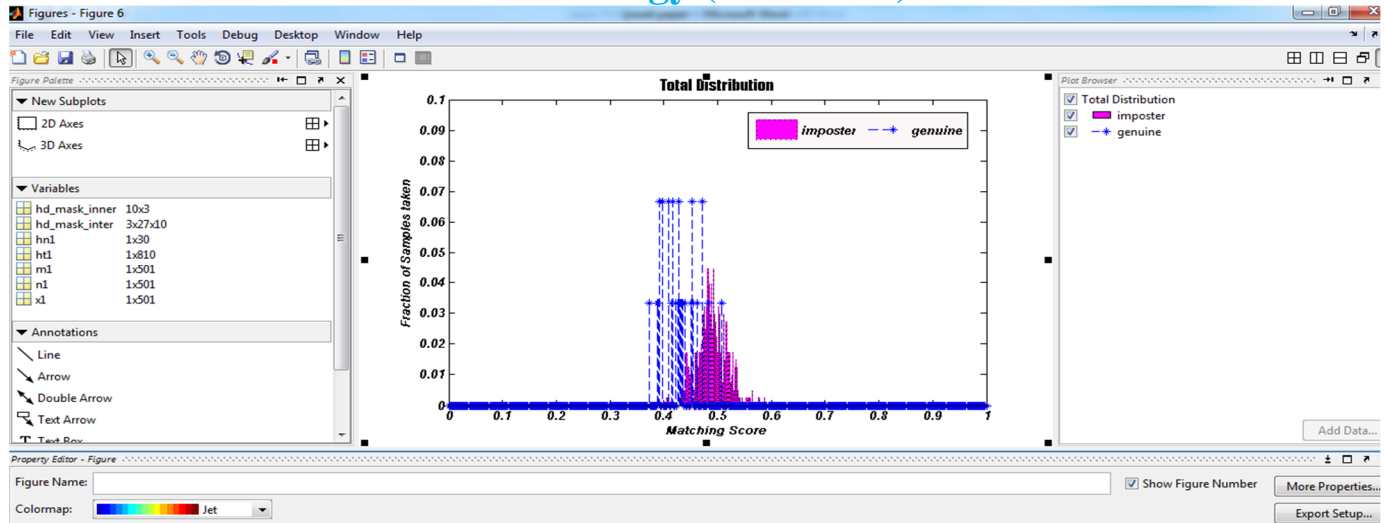 Figures - Figure 6
File Edit View Insert Tools Debug Desktop Window Help
Figure Palette
New Subplots
2D Axes
3D Axes
Variables
hd_mask_inner 10x3
hd_mask_inter 3x27x10
hn1 1x30
ht1 1x810
m1 1x501
n1 1x501
x1 1x501
Annotations
Line
Arrow
Double Arrow
Text Arrow
T Text Box
Total Distribution
imposter genuine
Fraction of Samples taken
0.1
0.09
0.08
0.07
0.06
0.05
0.04
0.03
0.02
0.01
0
0 0.1 0.2 0.3 0.4 0.5 0.6 0.7 0.8 0.9 1
Matching Score
Plot Browser
Total Distribution
imposter
genuine
Add Data...
Property Editor - Figure
Figure Name:
Show Figure Number
More Properties...
Colormap: Jet
Export Setup...